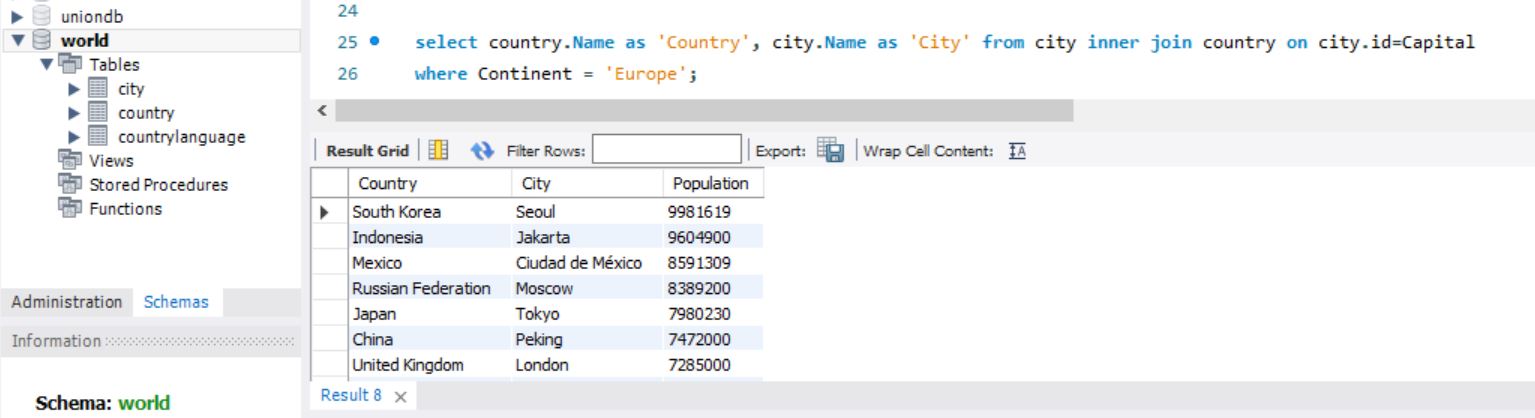 uniondb
world
Tables
city
country
countrylanguage
Views
Stored Procedures
Functions
Administration Schemas
Information
Schema: world
24
25 select country.Name as 'Country', city.Name as 'City' from city inner join country on city.id=Capital
26 where Continent = 'Europe';
Result Grid Filter Rows: Export: Wrap Cell Content: IA
Country City Population
South Korea Seoul 9981619
Indonesia Jakarta 9604900
Mexico Ciudad de México 8591309
Russian Federation Moscow 8389200
Japan Tokyo 7980230
China Peking 7472000
United Kingdom London 7285000
Result 8